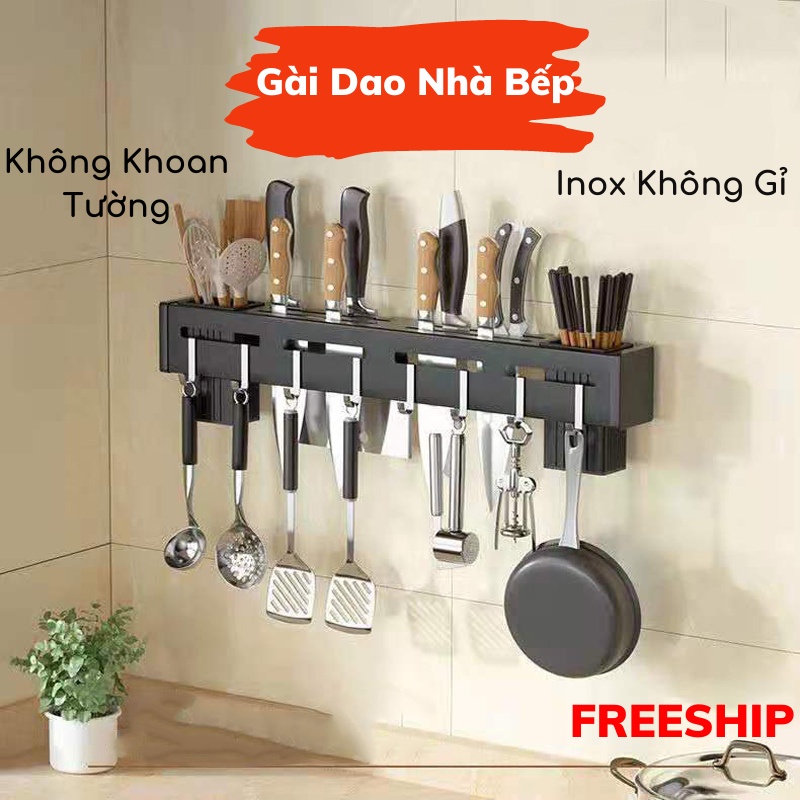 Gài Dao Nhà Bếp
Không Khoan
Tường
Inox Không Gỉ
FREESHIP